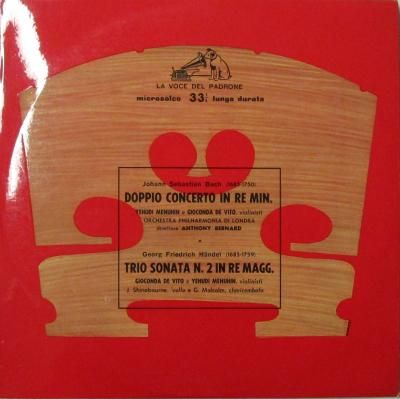 LA VOCE DEL PADRONE
microsolco 33⅓ lunga durata
Johann Sebastian Bach (1685-1750)
DOPPIO CONCERTO IN RE MIN.
YEHUDI MENUHIN e GIOCONDA DE VITO, violinisti
ORCHESTRA PHILHARMONIA DI LONDRA
direttore ANTHONY BERNARD
Georg Friedrich Händel (1685-1759)
TRIO SONATA N. 2 IN RE MAGG.
GIOCONDA DE VITO e YEHUDI MENUHIN, violinisti
J. Shinebourne, 'cello e G. Malcolm, clavicembalo